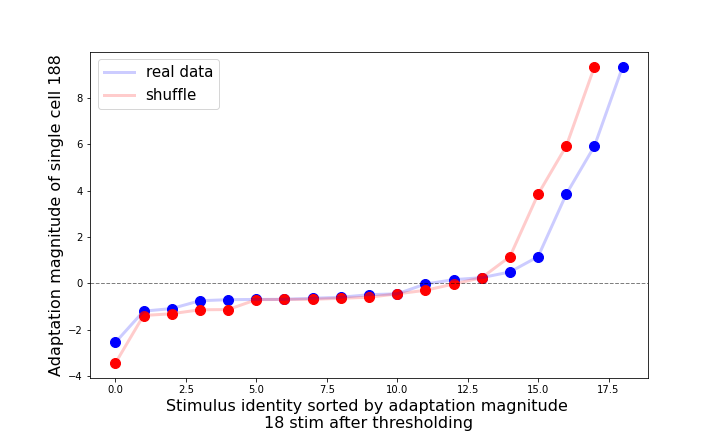 real data
shuffle
Adaptation magnitude of single cell 188
8
6
4
2
0
−2
−4
0.0 2.5 5.0 7.5 10.0 12.5 15.0 17.5
Stimulus identity sorted by adaptation magnitude
18 stim after thresholding